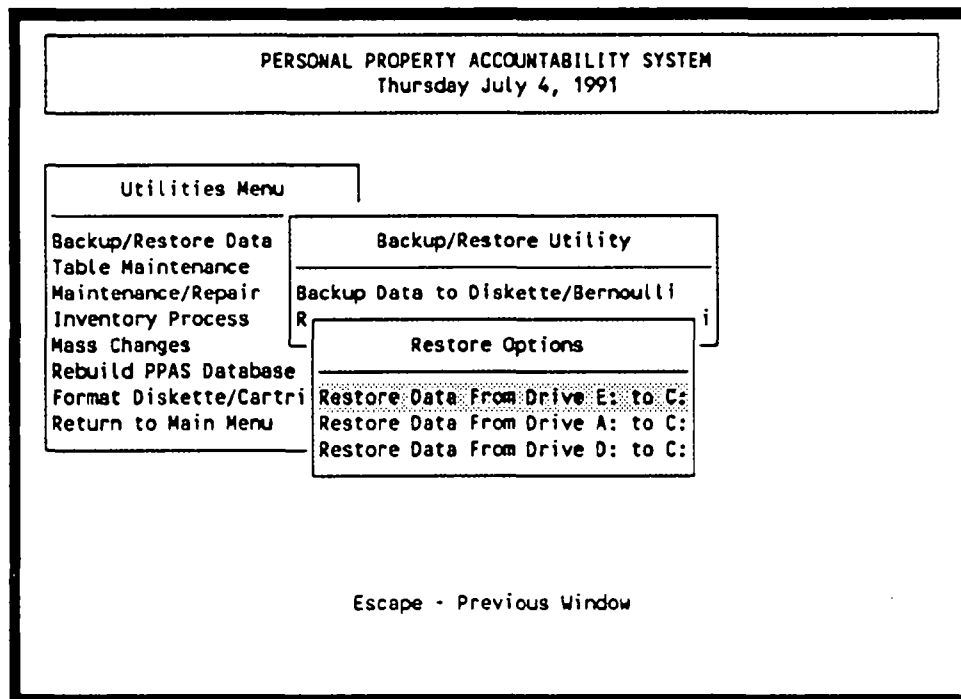 PERSONAL PROPERTY ACCOUNTABILITY SYSTEM
Thursday July 4, 1991
Utilities Menu
Backup/Restore Data
Table Maintenance
Maintenance/Repair
Inventory Process
Mass Changes
Rebuild PPAS Database
Format Diskette/Cartri
Return to Main Menu
Backup/Restore Utility
Backup Data to Diskette/Bernoulli
R i
Restore Options
Restore Data From Drive E: to C:
Restore Data From Drive A: to C:
Restore Data From Drive D: to C:
Escape - Previous Window